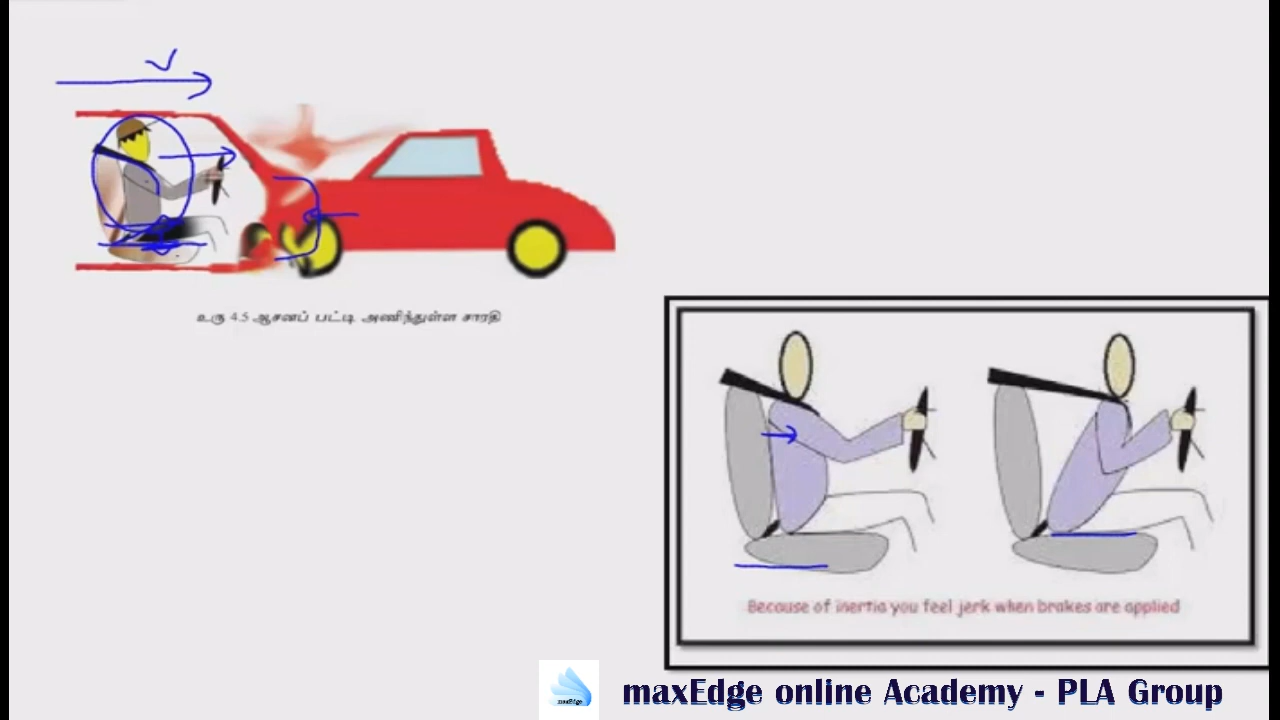 V
உரு 4.5 ஆசனப் பட்டி அணிந்துள்ள சாரதி
Because of inertia you feel jerk when brakes are applied
maxEdge
maxEdge online Academy - PLA Group